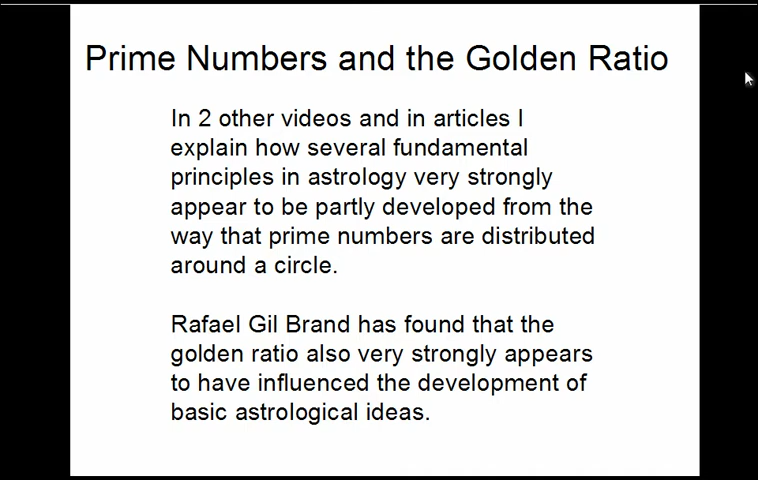 Prime Numbers and the Golden Ratio
In 2 other videos and in articles I
explain how several fundamental
principles in astrology very strongly
appear to be partly developed from the
way that prime numbers are distributed
around a circle.
Rafael Gil Brand has found that the
golden ratio also very strongly appears
to have influenced the development of
basic astrological ideas.